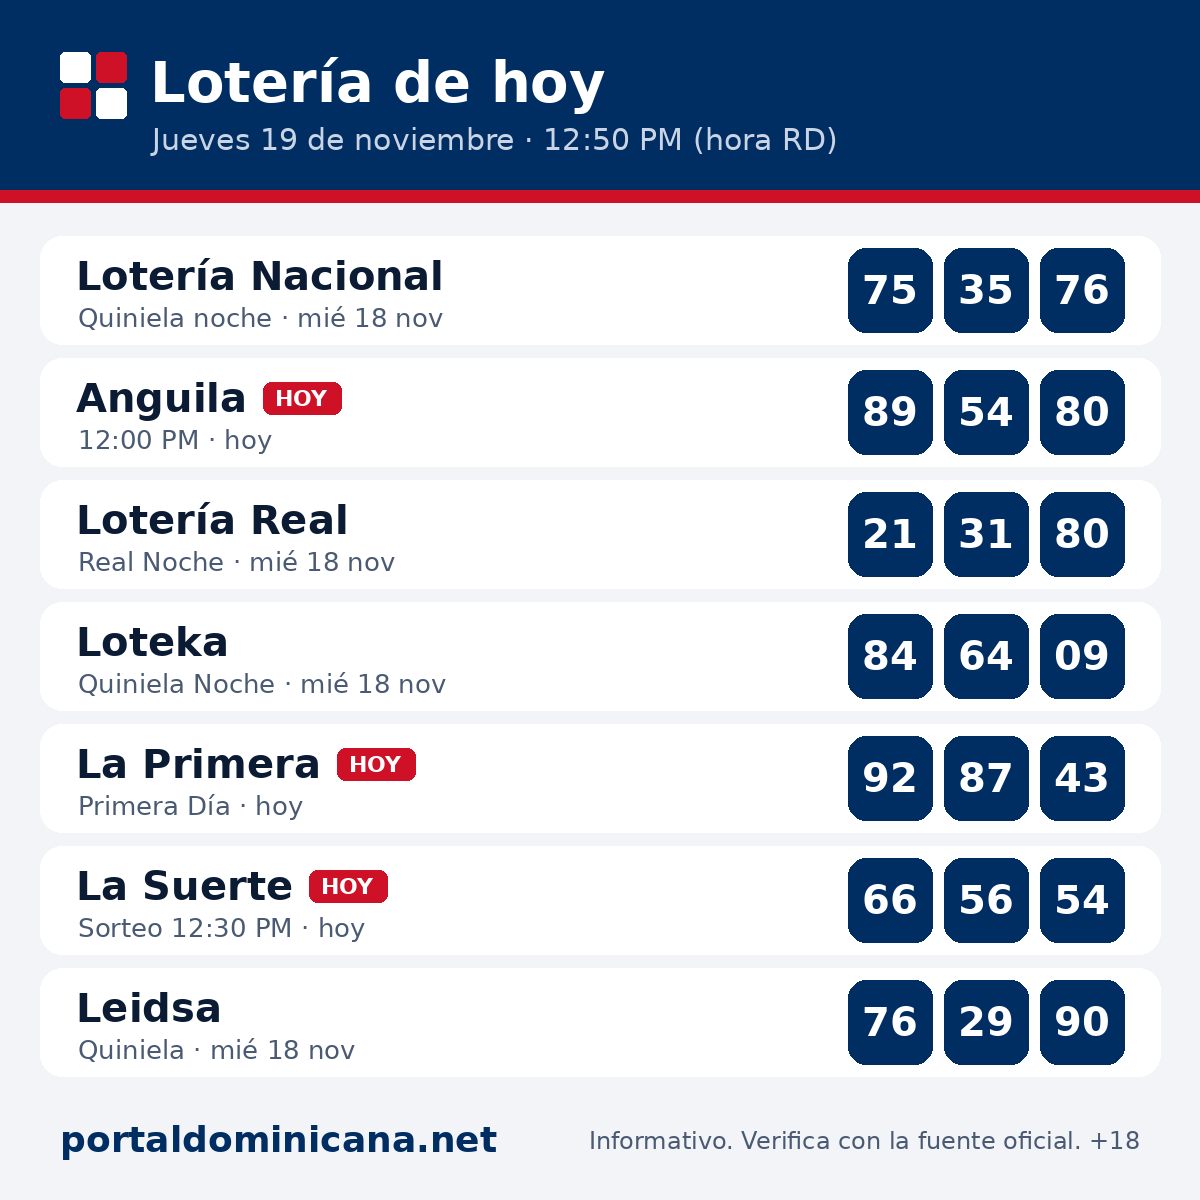 Lotería de hoy
Jueves 19 de noviembre · 12:50 PM (hora RD)
Lotería Nacional
Quiniela noche · mié 18 nov
75 35 76
Anguila HOY
12:00 PM · hoy
89 54 80
Lotería Real
Real Noche · mié 18 nov
21 31 80
Loteka
Quiniela Noche · mié 18 nov
84 64 09
La Primera HOY
Primera Día · hoy
92 87 43
La Suerte HOY
Sorteo 12:30 PM · hoy
66 56 54
Leidsa
Quiniela · mié 18 nov
76 29 90
portaldominicana.net
Informativo. Verifica con la fuente oficial. +18